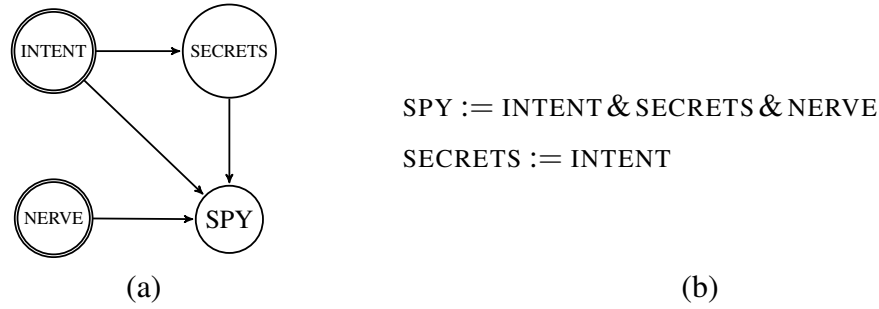 INTENT
SECRETS
NERVE
SPY
(a)
SPY := INTENT & SECRETS & NERVE
SECRETS := INTENT
(b)